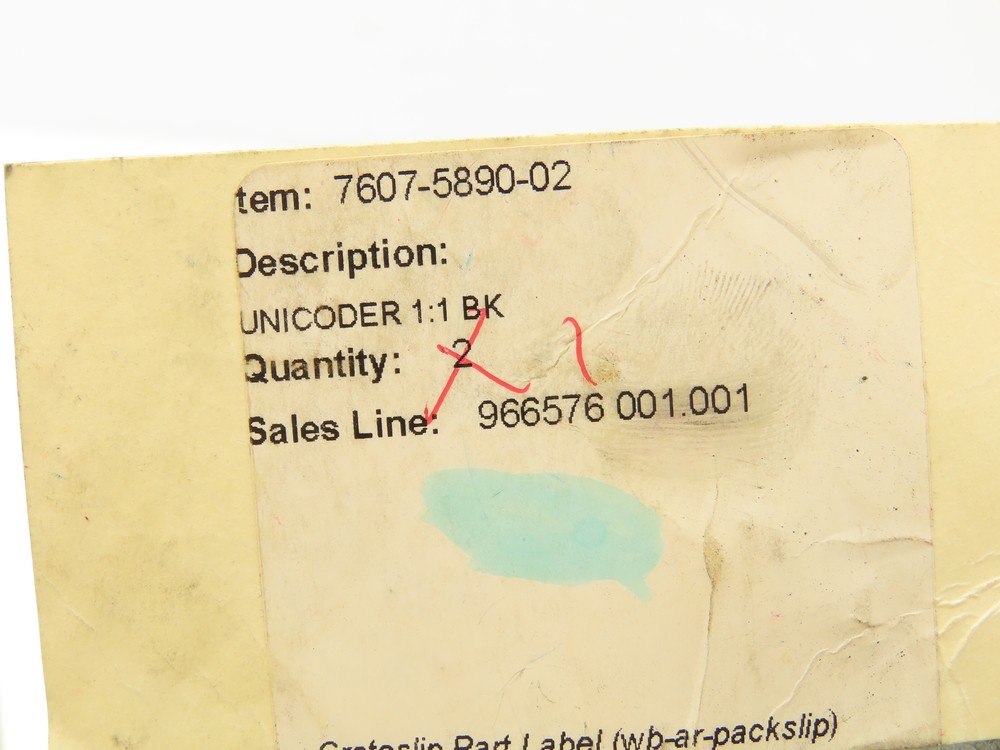 tem: 7607-5890-02
Description:
UNICODER 1:1 BK
Quantity: 2
Sales Line: 966576 001.001
Crateslip Part Label (wb-ar-packslip)